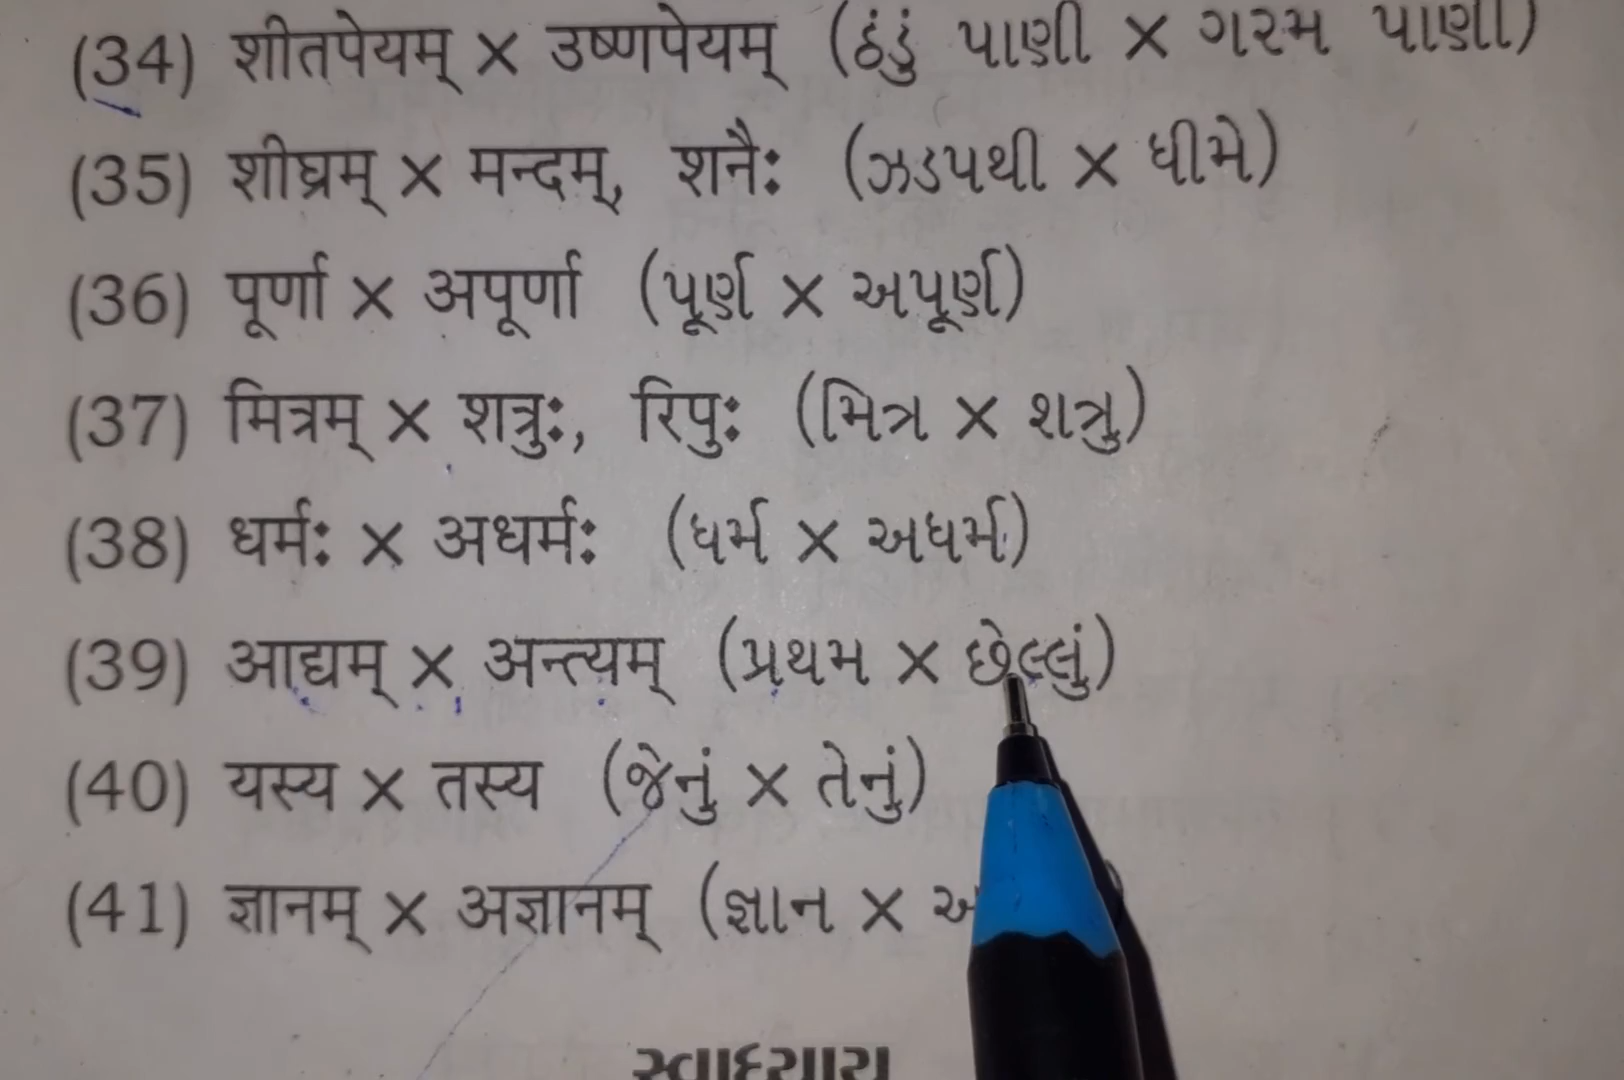 (34) शीतपेयम् × उष्णपेयम् (ઠંડું પાણી × ગરમ પાણી)
(35) शीघ्रम् × मन्दम्, शनैः (ઝડપથી × ધીમે)
(36) पूर्णा × अपूर्णा (પૂર્ણ × અપૂર્ણ)
(37) मित्रम् × शत्रुः, रिपुः (મિત્ર × શત્રુ)
(38) धर्मः × अधर्मः (ધર્મ × અધર્મ)
(39) आद्यम् × अन्त्यम् (પ્રથમ × છેલ્લું)
(40) यस्य × तस्य (જેનું × તેનું)
(41) ज्ञानम् × अज्ञानम् (જ્ઞાન × અ
સ્વાધ્યાય